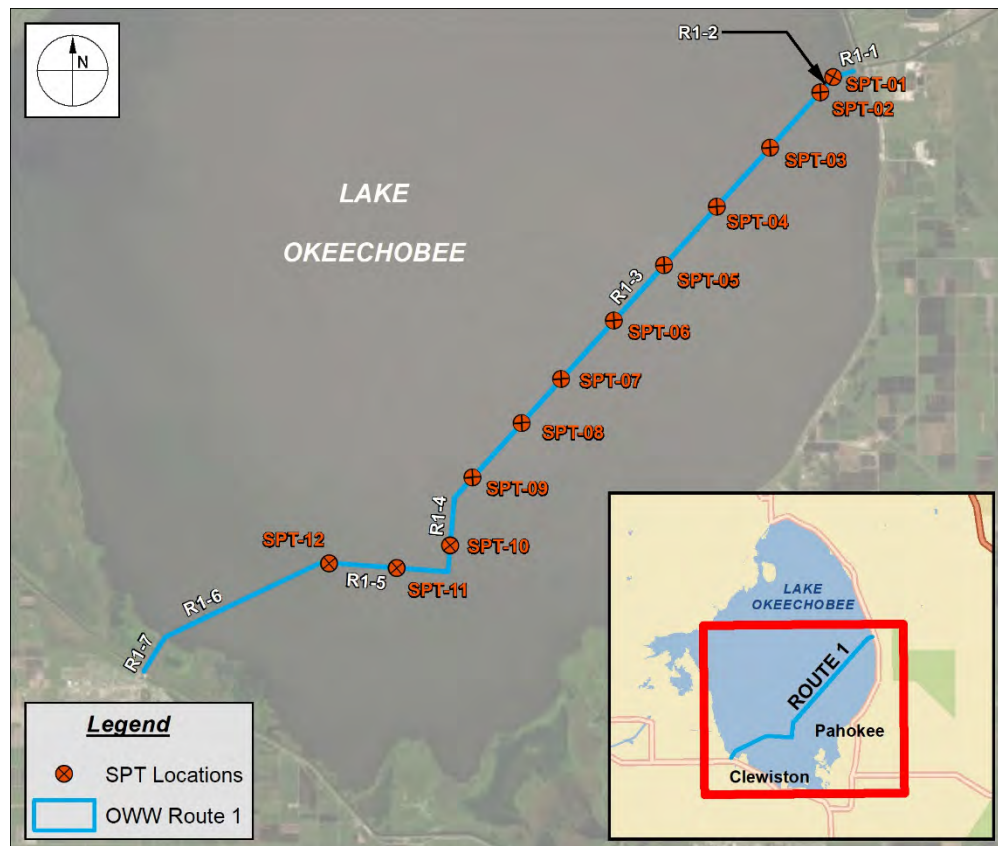 N
R1-2
R1-1
SPT-01
SPT-02
SPT-03
LAKE
OKEECHOBEE
SPT-04
SPT-05
R1-3
SPT-06
SPT-07
SPT-08
SPT-09
R1-4
SPT-10
SPT-12
R1-5
SPT-11
R1-6
R1-7
Legend
SPT Locations
OWW Route 1
LAKE
OKEECHOBEE
ROUTE 1
Pahokee
Clewiston